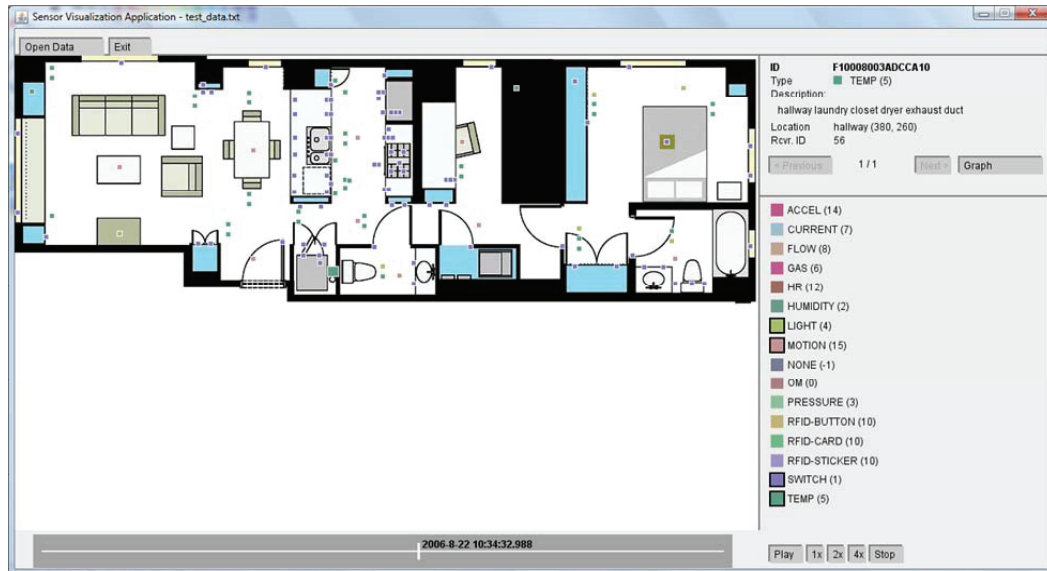 Sensor Visualization Application - test_data.txt
Open Data
Exit
ID F10008003ADCCA10
Type TEMP (5)
Description:
hallway laundry closet dryer exhaust duct
Location hallway (380, 260)
Rcvr. ID 56
« Previous 1 / 1 Next » Graph
ACCEL (14)
CURRENT (7)
FLOW (8)
GAS (6)
HR (12)
HUMIDITY (2)
LIGHT (4)
MOTION (15)
NONE (-1)
OM (0)
PRESSURE (3)
RFID-BUTTON (10)
RFID-CARD (10)
RFID-STICKER (10)
SWITCH (1)
TEMP (5)
2006-8-22 10:34:32.988
Play 1x 2x 4x Stop